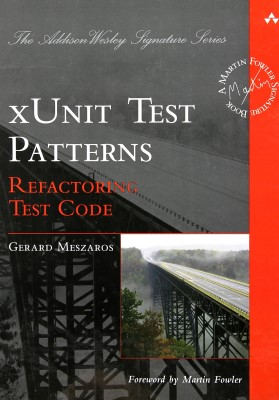 The Addison Wesley Signature Series
A MARTIN FOWLER SIGNATURE BOOK
Martin
XUNIT TEST
PATTERNS
REFACTORING
TEST CODE
GERARD MESZAROS
Foreword by Martin Fowler